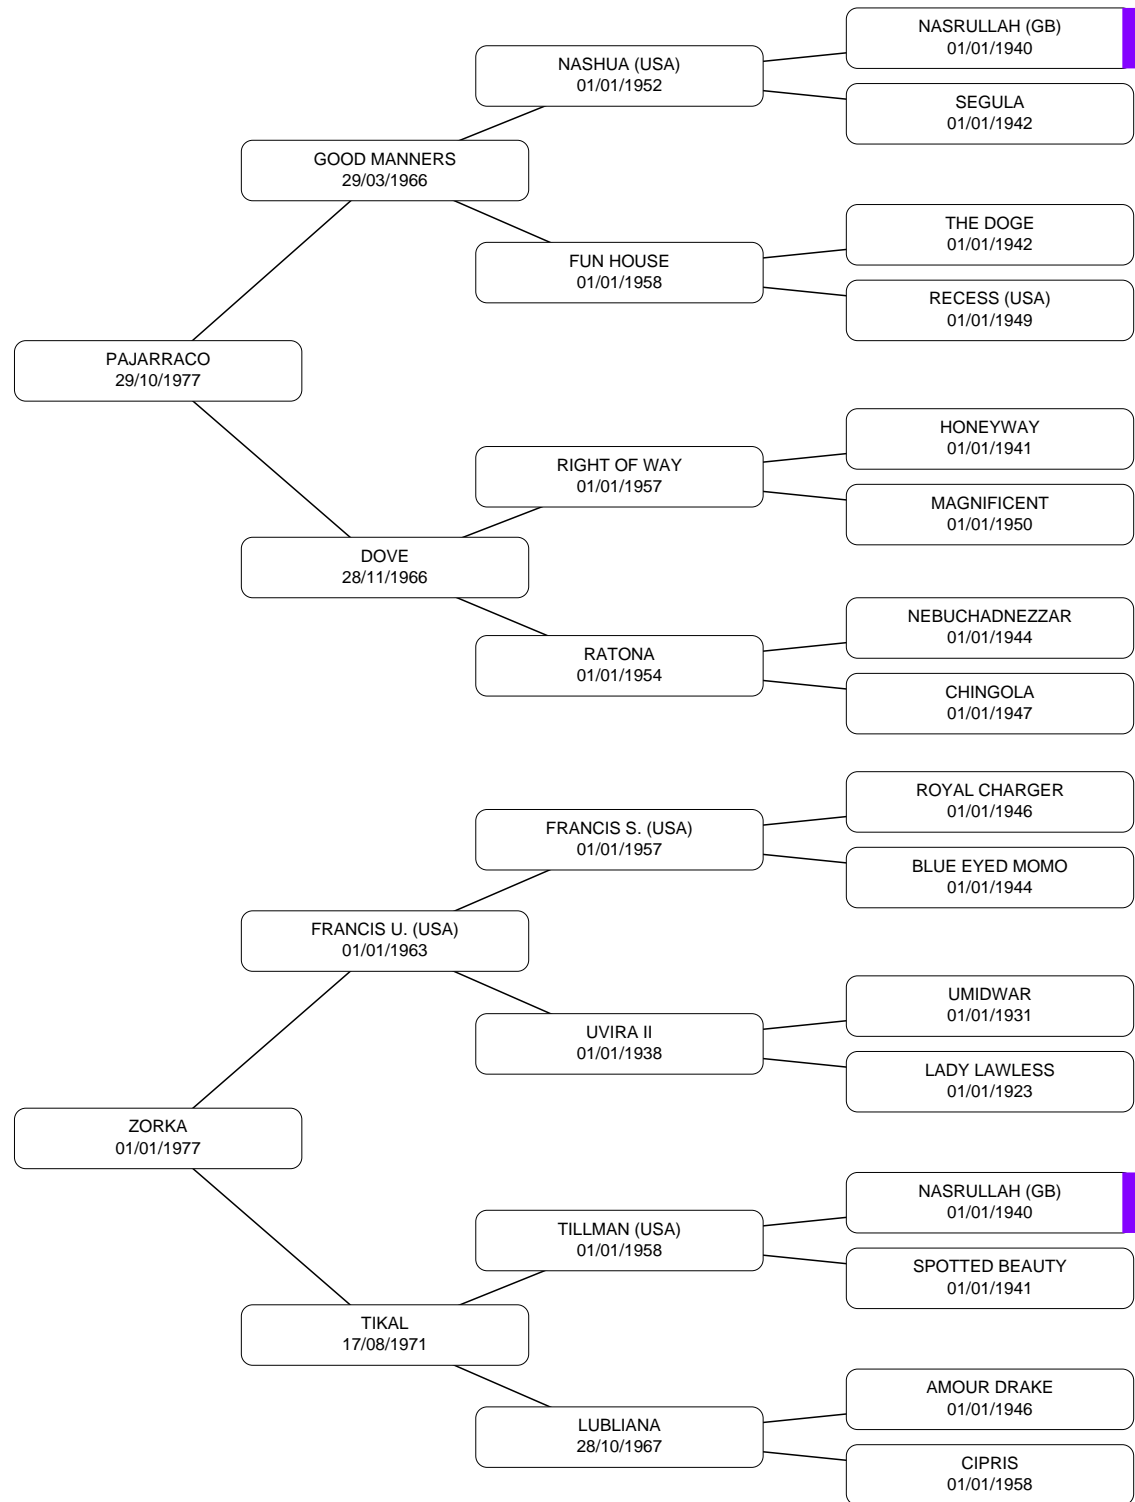 NASRULLAH (GB)
01/01/1940
NASHUA (USA)
01/01/1952
SEGULA
01/01/1942
GOOD MANNERS
29/03/1966
THE DOGE
01/01/1942
FUN HOUSE
01/01/1958
RECESS (USA)
01/01/1949
PAJARRACO
29/10/1977
HONEYWAY
01/01/1941
RIGHT OF WAY
01/01/1957
MAGNIFICENT
01/01/1950
DOVE
28/11/1966
NEBUCHADNEZZAR
01/01/1944
RATONA
01/01/1954
CHINGOLA
01/01/1947
ROYAL CHARGER
01/01/1946
FRANCIS S. (USA)
01/01/1957
BLUE EYED MOMO
01/01/1944
FRANCIS U. (USA)
01/01/1963
UMIDWAR
01/01/1931
UVIRA II
01/01/1938
LADY LAWLESS
01/01/1923
ZORKA
01/01/1977
NASRULLAH (GB)
01/01/1940
TILLMAN (USA)
01/01/1958
SPOTTED BEAUTY
01/01/1941
TIKAL
17/08/1971
AMOUR DRAKE
01/01/1946
LUBLIANA
28/10/1967
CIPRIS
01/01/1958